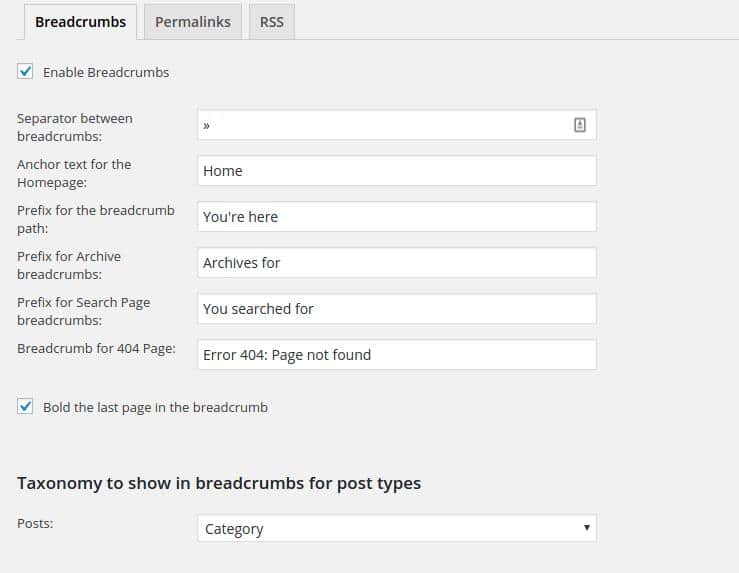 Breadcrumbs Permalinks RSS
Enable Breadcrumbs
Separator between
breadcrumbs:
»
Anchor text for the
Homepage:
Home
Prefix for the breadcrumb
path:
You're here
Prefix for Archive
breadcrumbs:
Archives for
Prefix for Search Page
breadcrumbs:
You searched for
Breadcrumb for 404 Page:
Error 404: Page not found
Bold the last page in the breadcrumb
Taxonomy to show in breadcrumbs for post types
Posts:
Category